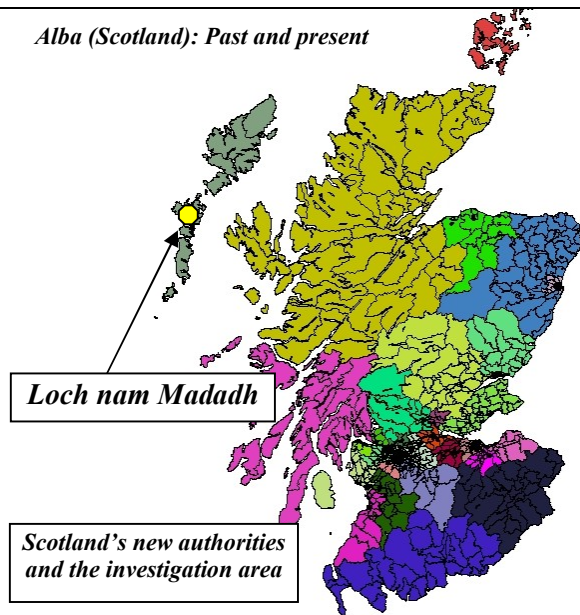 Alba (Scotland): Past and present
Loch nam Madadh
Scotland's new authorities
and the investigation area